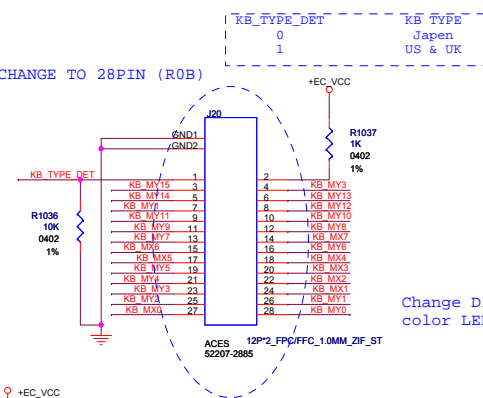 KB_TYPE_DET KB TYPE
0 Japen
1 US & UK
CHANGE TO 28PIN (R0B)
+EC_VCC
J20
GND1
GND2
R1037
1K
0402
1%
KB_TYPE_DET 1 2
KB_MY15 3 4 KB_MY3
KB_MY14 5 6 KB_MY13
KB_MY1 7 8 KB_MY12
KB_MY11 9 10 KB_MY10
KB_MY9 11 12 KB_MY8
KB_MY7 13 14 KB_MX7
KB_MX6 15 16 KB_MY6
KB_MX5 17 18 KB_MX4
KB_MY5 19 20 KB_MX3
KB_MY4 21 22 KB_MX2
KB_MY3 23 24 KB_MX1
KB_MY2 25 26 KB_MY1
KB_MX0 27 28 KB_MY0
R1036
10K
0402
1%
Change D
color LE
12P*2_FPC/FFC_1.0MM_ZIF_ST
ACES
52207-2885
+EC_VCC